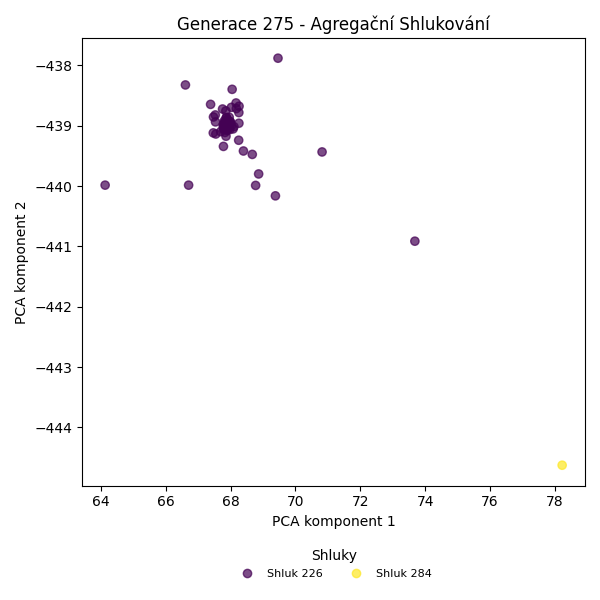 Generace 275 - Agregační Shlukování
PCA komponent 2
−438
−439
−440
−441
−442
−443
−444
64 66 68 70 72 74 76 78
PCA komponent 1
Shluky
Shluk 226 Shluk 284